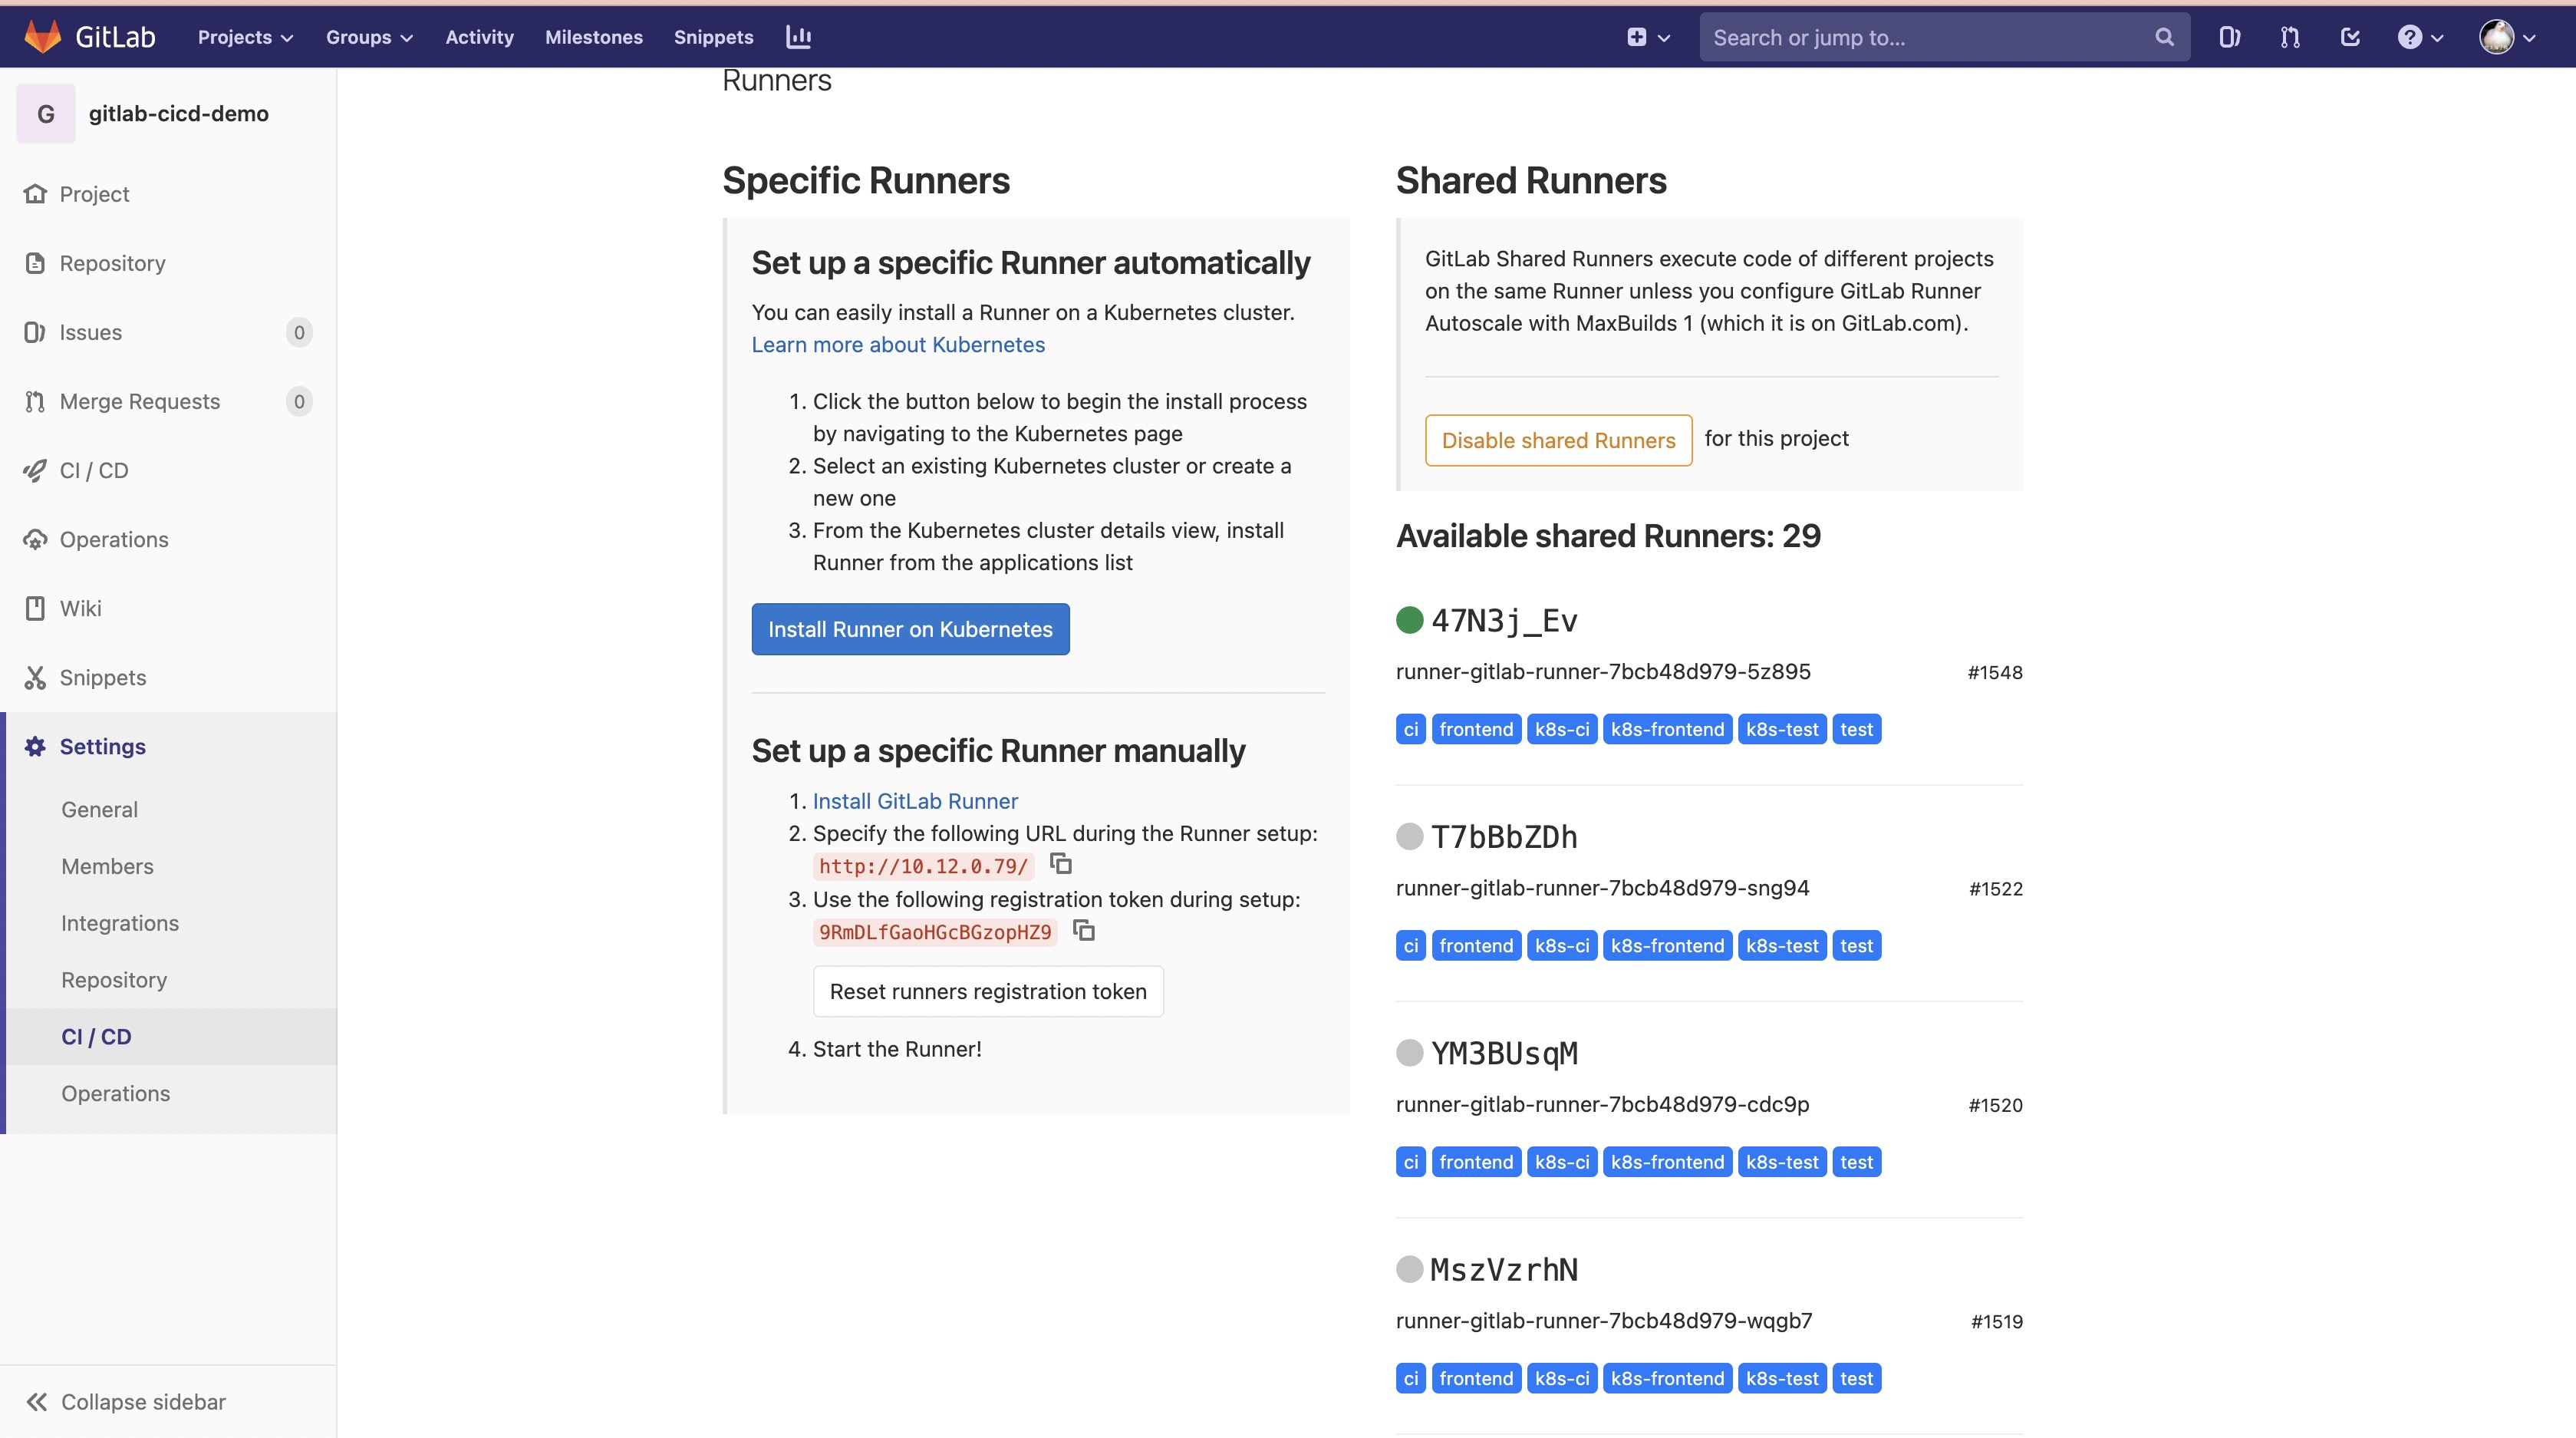 GitLab
Projects
Groups
Activity
Milestones
Snippets
Search or jump to...
G
gitlab-cicd-demo
Project
Repository
Issues
0
Merge Requests
0
CI / CD
Operations
Wiki
Snippets
Settings
General
Members
Integrations
Repository
CI / CD
Operations
Collapse sidebar
Runners
Specific Runners
Set up a specific Runner automatically
You can easily install a Runner on a Kubernetes cluster.
Learn more about Kubernetes
1. Click the button below to begin the install process
by navigating to the Kubernetes page
2. Select an existing Kubernetes cluster or create a
new one
3. From the Kubernetes cluster details view, install
Runner from the applications list
Install Runner on Kubernetes
Set up a specific Runner manually
1. Install GitLab Runner
2. Specify the following URL during the Runner setup:
http://10.12.0.79/
3. Use the following registration token during setup:
9RmDLfGaoHGcBGzopHZ9
Reset runners registration token
4. Start the Runner!
Shared Runners
GitLab Shared Runners execute code of different projects
on the same Runner unless you configure GitLab Runner
Autoscale with MaxBuilds 1 (which it is on GitLab.com).
Disable shared Runners for this project
Available shared Runners: 29
47N3j_Ev
runner-gitlab-runner-7bcb48d979-5z895 #1548
ci frontend k8s-ci k8s-frontend k8s-test test
T7bBbZDh
runner-gitlab-runner-7bcb48d979-sng94 #1522
ci frontend k8s-ci k8s-frontend k8s-test test
YM3BUsqM
runner-gitlab-runner-7bcb48d979-cdc9p #1520
ci frontend k8s-ci k8s-frontend k8s-test test
MszVzrhN
runner-gitlab-runner-7bcb48d979-wqgb7 #1519
ci frontend k8s-ci k8s-frontend k8s-test test